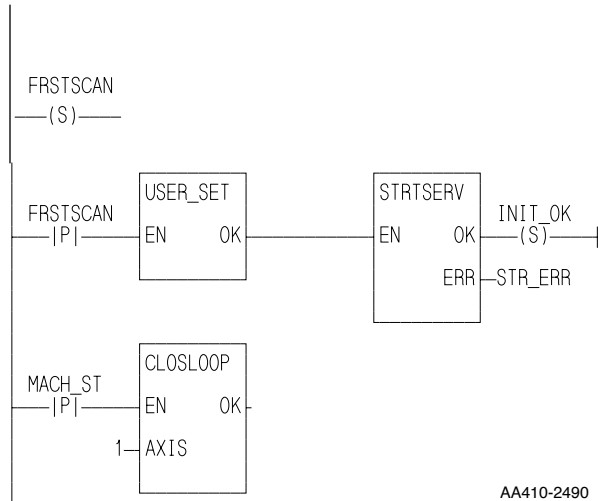 FRSTSCAN
(S)
USER_SET
STRTSERV
FRSTSCAN
INIT_OK
|P|
EN OK
EN OK
(S)
ERR
STR_ERR
CLOSLOOP
MACH_ST
|P|
EN OK
1 AXIS
AA410-2490